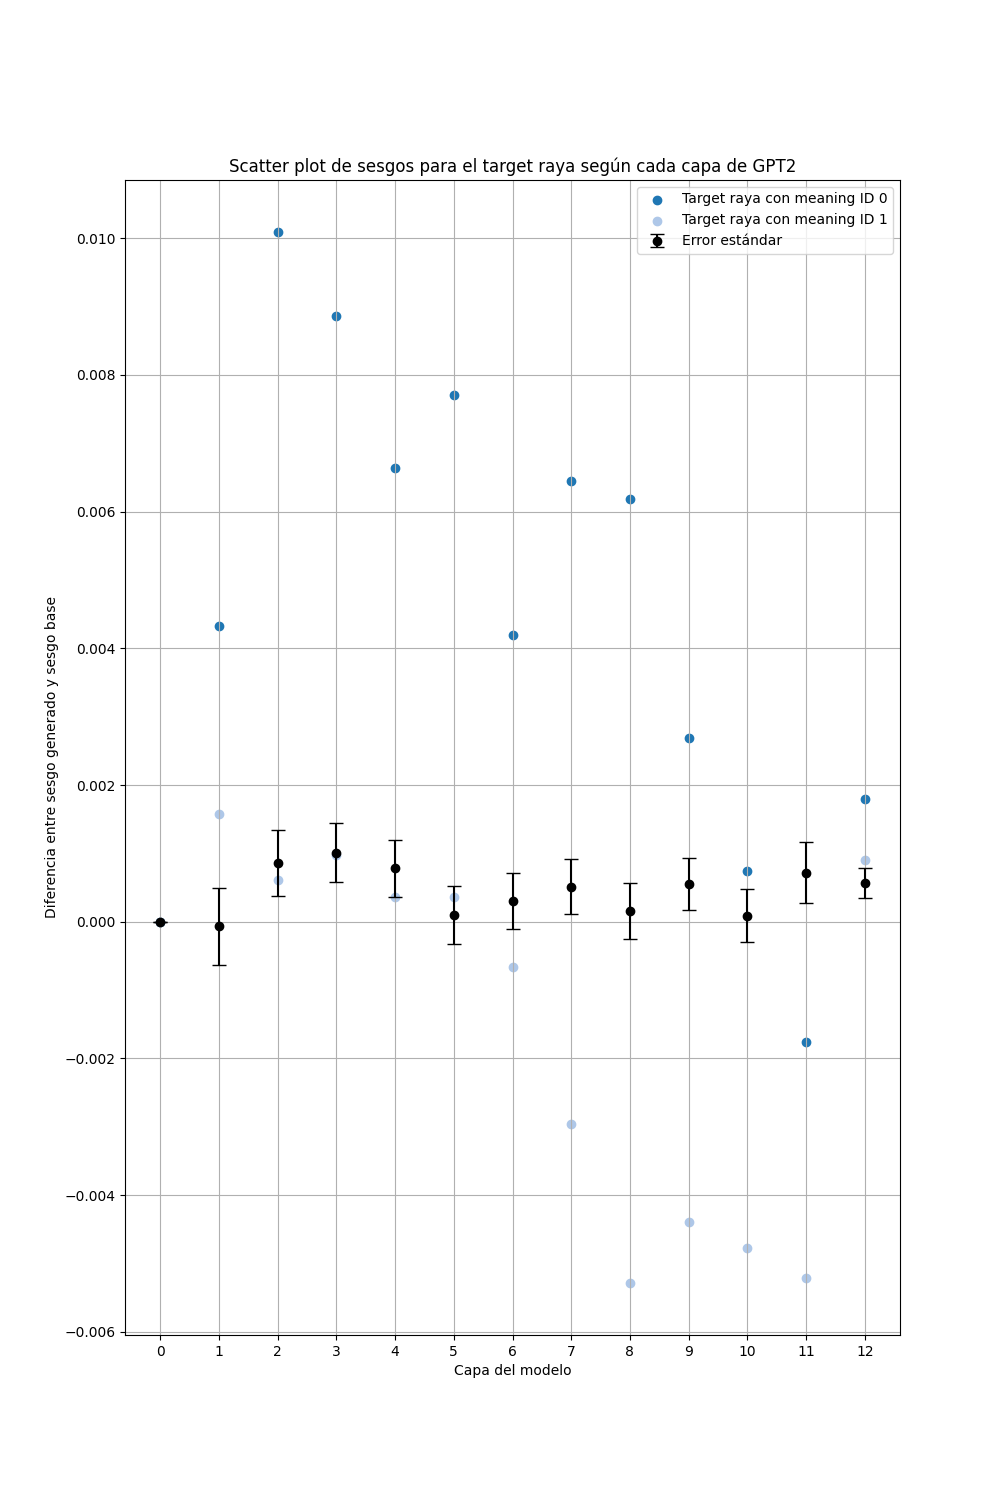 Scatter plot de sesgos para el target raya según cada capa de GPT2
Target raya con meaning ID 0
Target raya con meaning ID 1
Error estándar
Diferencia entre sesgo generado y sesgo base
0.010
0.008
0.006
0.004
0.002
0.000
−0.002
−0.004
−0.006
0 1 2 3 4 5 6 7 8 9 10 11 12
Capa del modelo